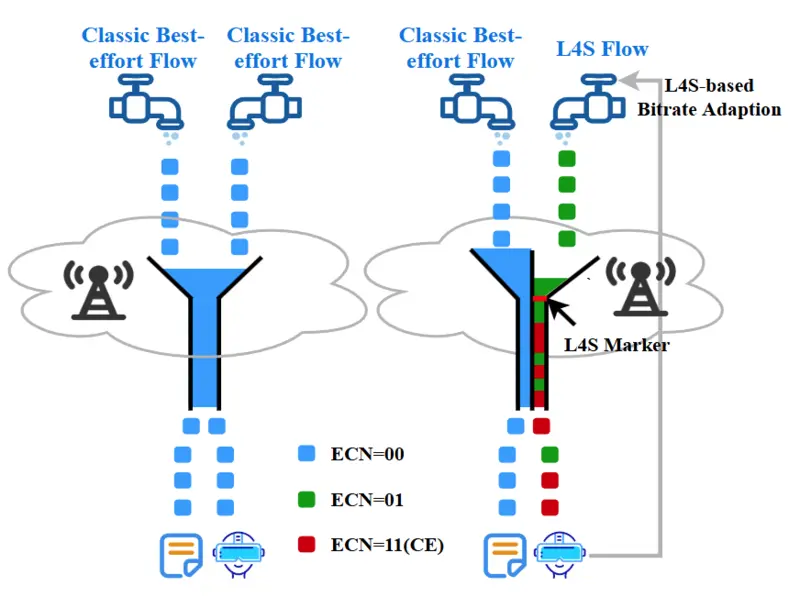 Classic Best-
effort Flow
Classic Best-
effort Flow
Classic Best-
effort Flow
L4S Flow
L4S-based
Bitrate Adaption
L4S Marker
ECN=00
ECN=01
ECN=11(CE)